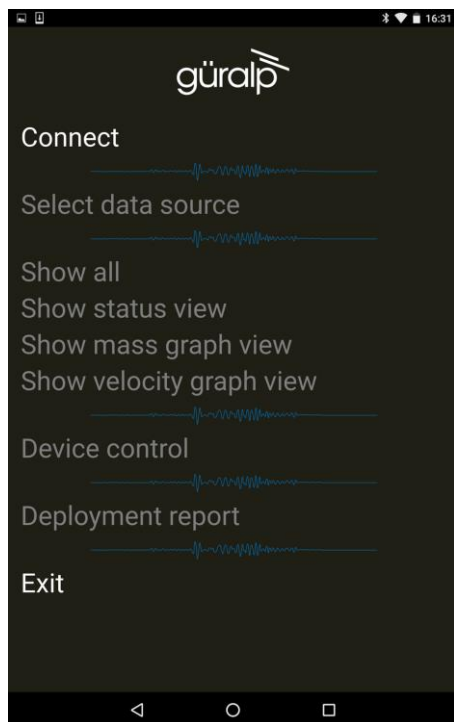 16:31
güralp
Connect
Select data source
Show all
Show status view
Show mass graph view
Show velocity graph view
Device control
Deployment report
Exit